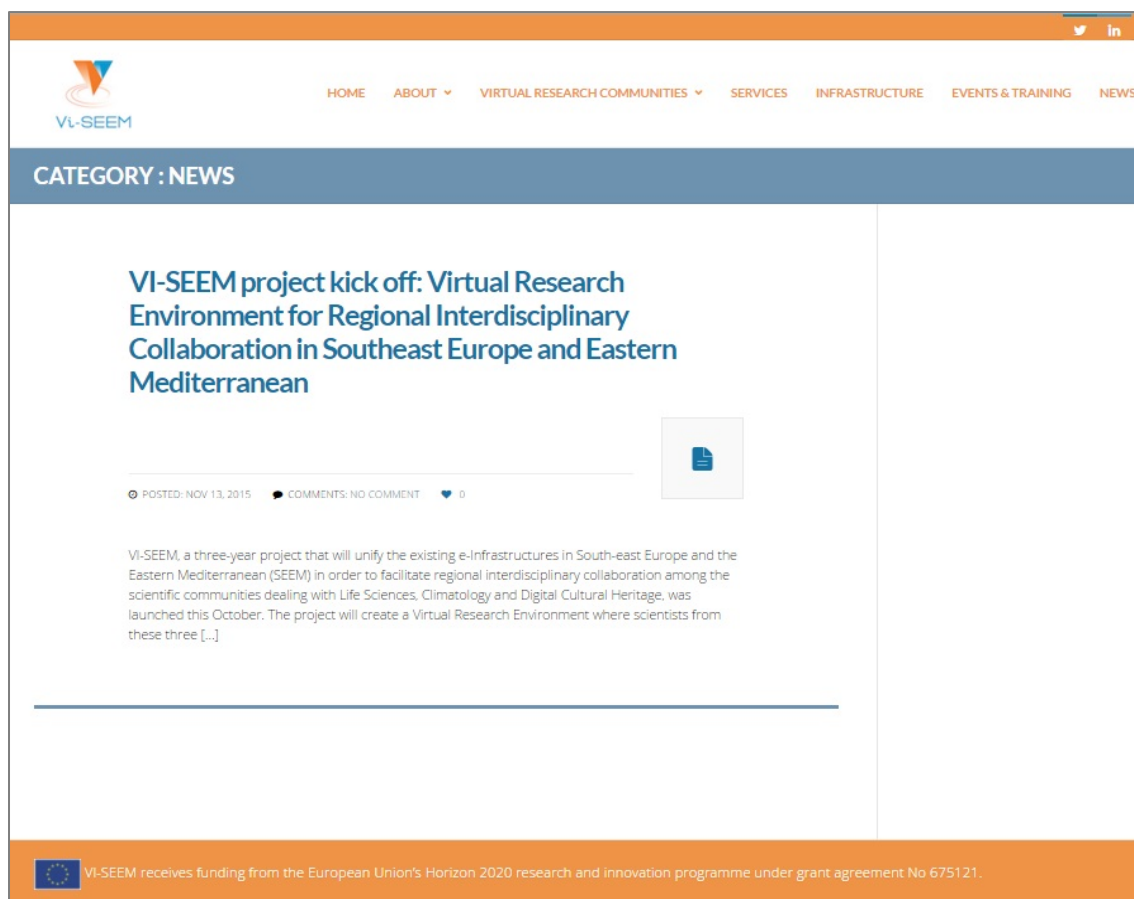 Vi-SEEM
HOME ABOUT VIRTUAL RESEARCH COMMUNITIES SERVICES INFRASTRUCTURE EVENTS & TRAINING NEWS
CATEGORY : NEWS
VI-SEEM project kick off: Virtual Research
Environment for Regional Interdisciplinary
Collaboration in Southeast Europe and Eastern
Mediterranean
POSTED: NOV 13, 2015 COMMENTS: NO COMMENT 0
VI-SEEM, a three-year project that will unify the existing e-Infrastructures in South-east Europe and the
Eastern Mediterranean (SEEM) in order to facilitate regional interdisciplinary collaboration among the
scientific communities dealing with Life Sciences, Climatology and Digital Cultural Heritage, was
launched this October. The project will create a Virtual Research Environment where scientists from
these three [...]
VI-SEEM receives funding from the European Union's Horizon 2020 research and innovation programme under grant agreement No 675121.